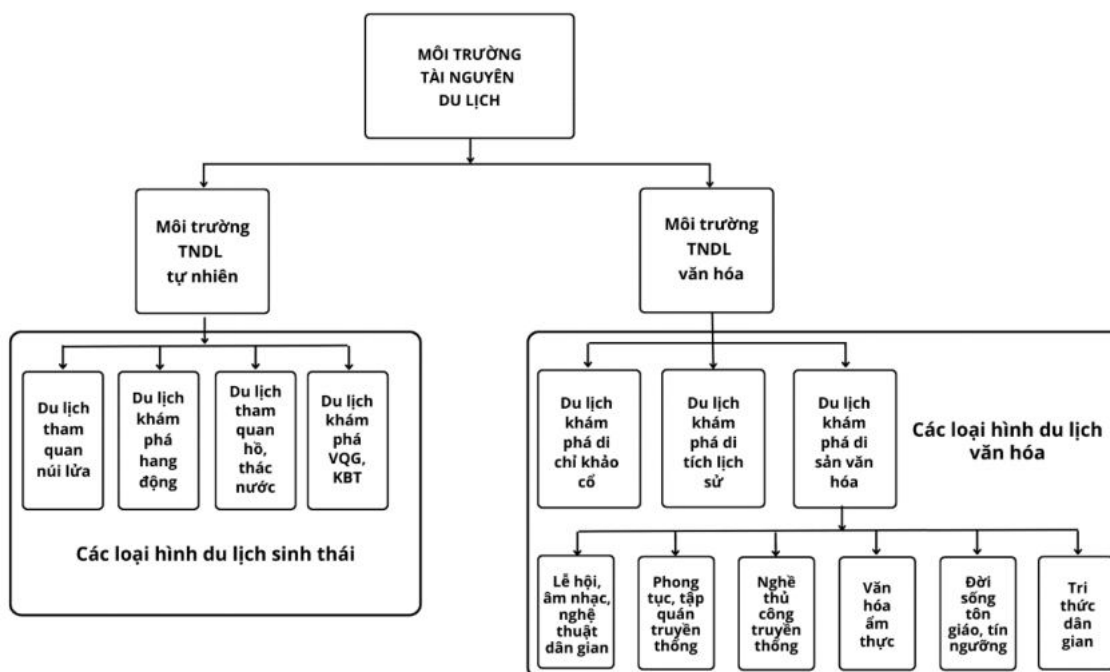 MÔI TRƯỜNG
TÀI NGUYÊN
DU LỊCH
Môi trường
TNDL
tự nhiên
Môi trường
TNDL
văn hóa
Du lịch
tham
quan
núi lửa
Du lịch
khám
phá
hang
động
Du lịch
tham
quan
hồ,
thác
nước
Du lịch
khám
phá
VQG,
KBT
Các loại hình du lịch sinh thái
Du lịch
khám
phá di
chỉ khảo
cổ
Du lịch
khám
phá di
tích lịch
sử
Du lịch
khám
phá di
sản văn
hóa
Các loại hình du lịch
văn hóa
Lễ hội,
âm nhạc,
nghệ
thuật
dân gian
Phong
tục, tập
quán
truyền
thống
Nghề
thủ
công
truyền
thống
Văn
hóa
ẩm
thực
Đời
sống
tôn
giáo, tín
ngưỡng
Tri
thức
dân
gian